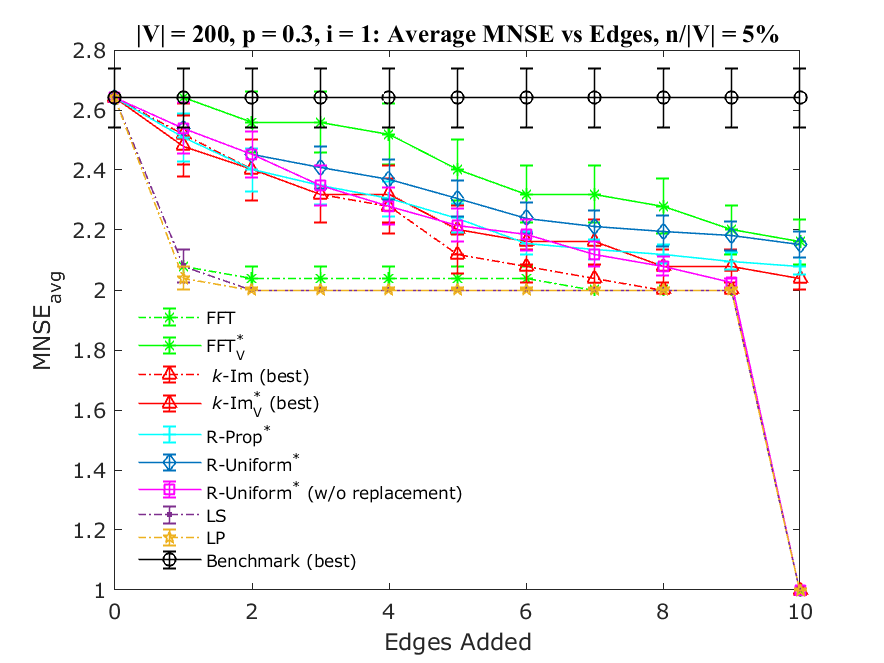 |V| = 200, p = 0.3, i = 1: Average MNSE vs Edges, n/|V| = 5%
2.8
2.6
2.4
2.2
2
1.8
1.6
1.4
1.2
1
MNSE_avg
FFT
FFT*_V
k-Im (best)
k-Im*_V (best)
R-Prop*
R-Uniform*
R-Uniform* (w/o replacement)
LS
LP
Benchmark (best)
0 2 4 6 8 10
Edges Added